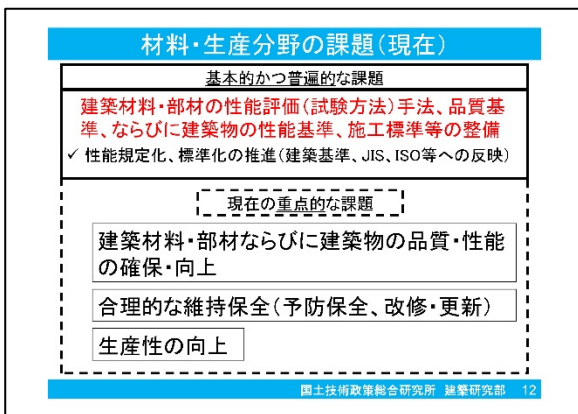 材料・生産分野の課題(現在)
基本的かつ普遍的な課題
建築材料・部材の性能評価(試験方法)手法、品質基
準、ならびに建築物の性能基準、施工標準等の整備
✓ 性能規定化、標準化の推進(建築基準、JIS、ISO等への反映)
現在の重点的な課題
建築材料・部材ならびに建築物の品質・性能
の確保・向上
合理的な維持保全(予防保全、改修・更新)
生産性の向上
国土技術政策総合研究所 建築研究部 12